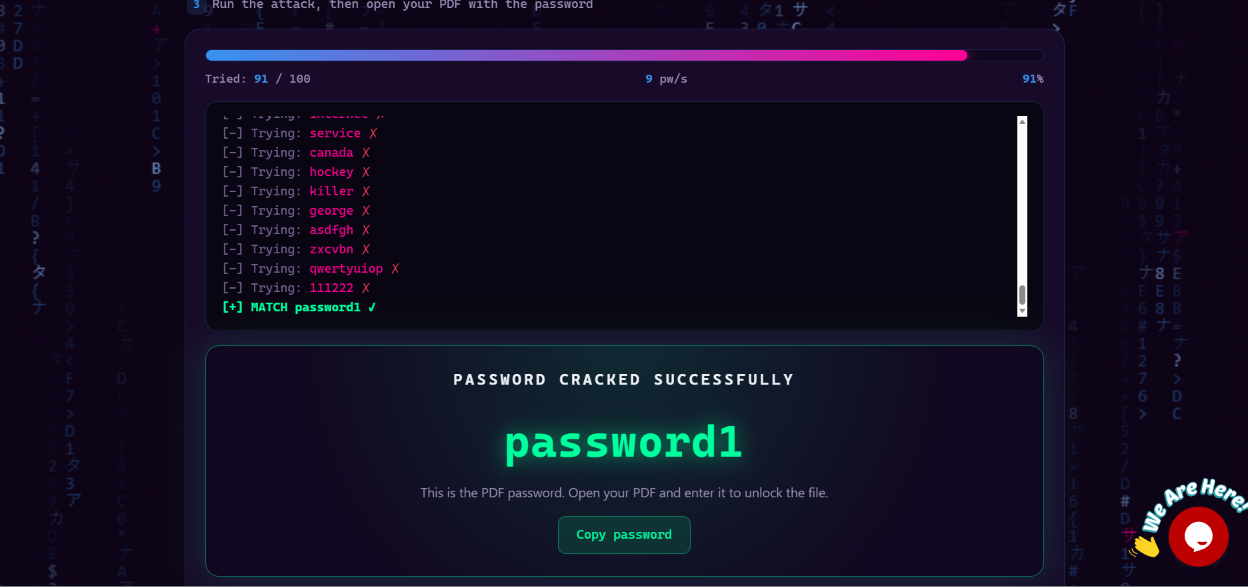 3 Run the attack, then open your PDF with the password
Tried: 91 / 100
9 pw/s
91%
[-] Trying: internet ✗
[-] Trying: service ✗
[-] Trying: canada ✗
[-] Trying: hockey ✗
[-] Trying: killer ✗
[-] Trying: george ✗
[-] Trying: asdfgh ✗
[-] Trying: zxcvbn ✗
[-] Trying: qwertyuiop ✗
[-] Trying: 111222 ✗
[+] MATCH password1 ✓
PASSWORD CRACKED SUCCESSFULLY
password1
This is the PDF password. Open your PDF and enter it to unlock the file.
Copy password
We Are Here!